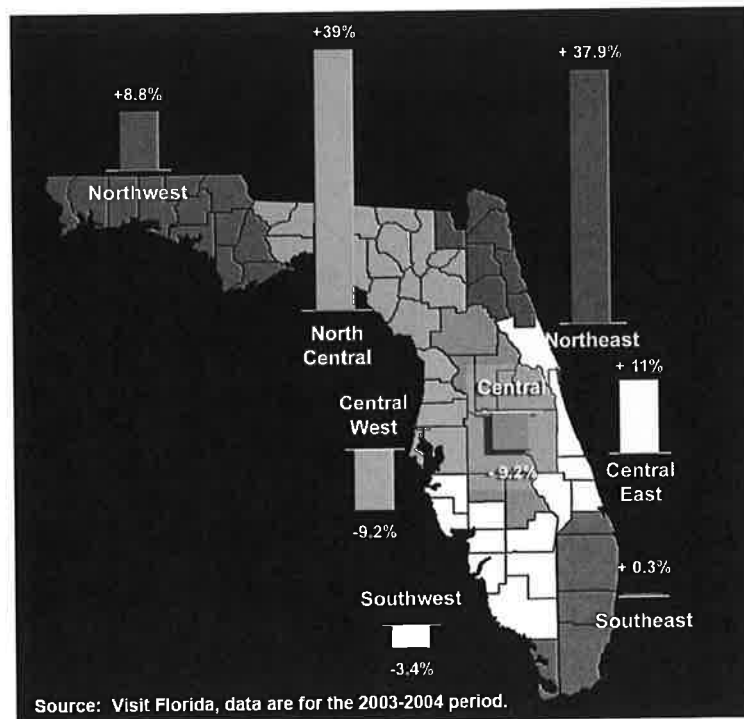 +39%
+ 37.9%
+8.8%
Northwest
North
Central
Northeast
Central
+ 11%
Central
West
- 9.2%
Central
East
-9.2%
+ 0.3%
Southwest
Southeast
-3.4%
Source: Visit Florida, data are for the 2003-2004 period.